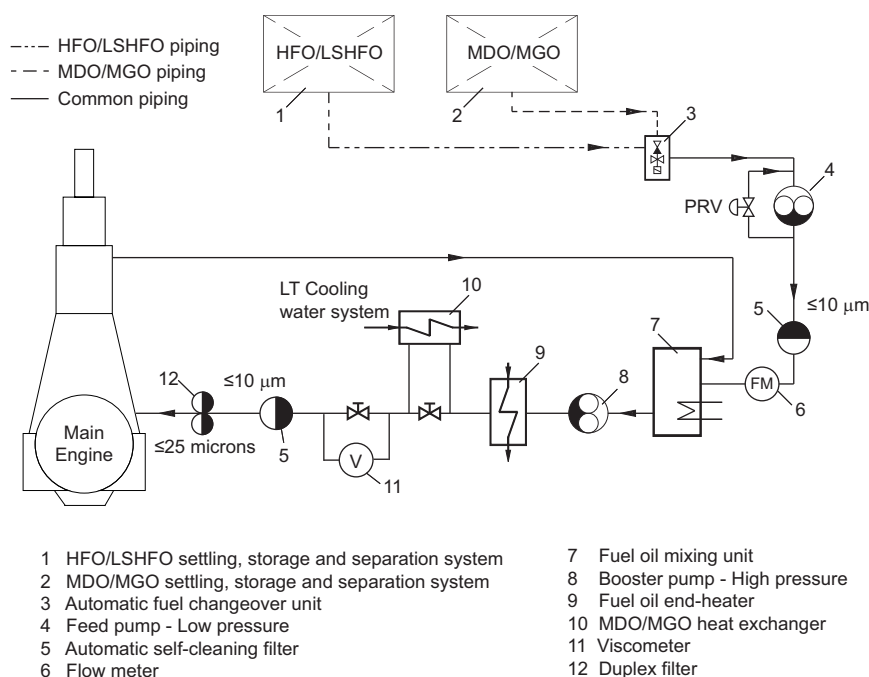 HFO/LSHFO piping
MDO/MGO piping
Common piping
HFO/LSHFO
MDO/MGO
1
2
3
4
PRV
LT Cooling
water system
10
7
5
≤10 μm
12
≤10 μm
9
8
FM
6
Main
Engine
≤25 microns
5
V
11
1 HFO/LSHFO settling, storage and separation system
2 MDO/MGO settling, storage and separation system
3 Automatic fuel changeover unit
4 Feed pump - Low pressure
5 Automatic self-cleaning filter
6 Flow meter
7 Fuel oil mixing unit
8 Booster pump - High pressure
9 Fuel oil end-heater
10 MDO/MGO heat exchanger
11 Viscometer
12 Duplex filter